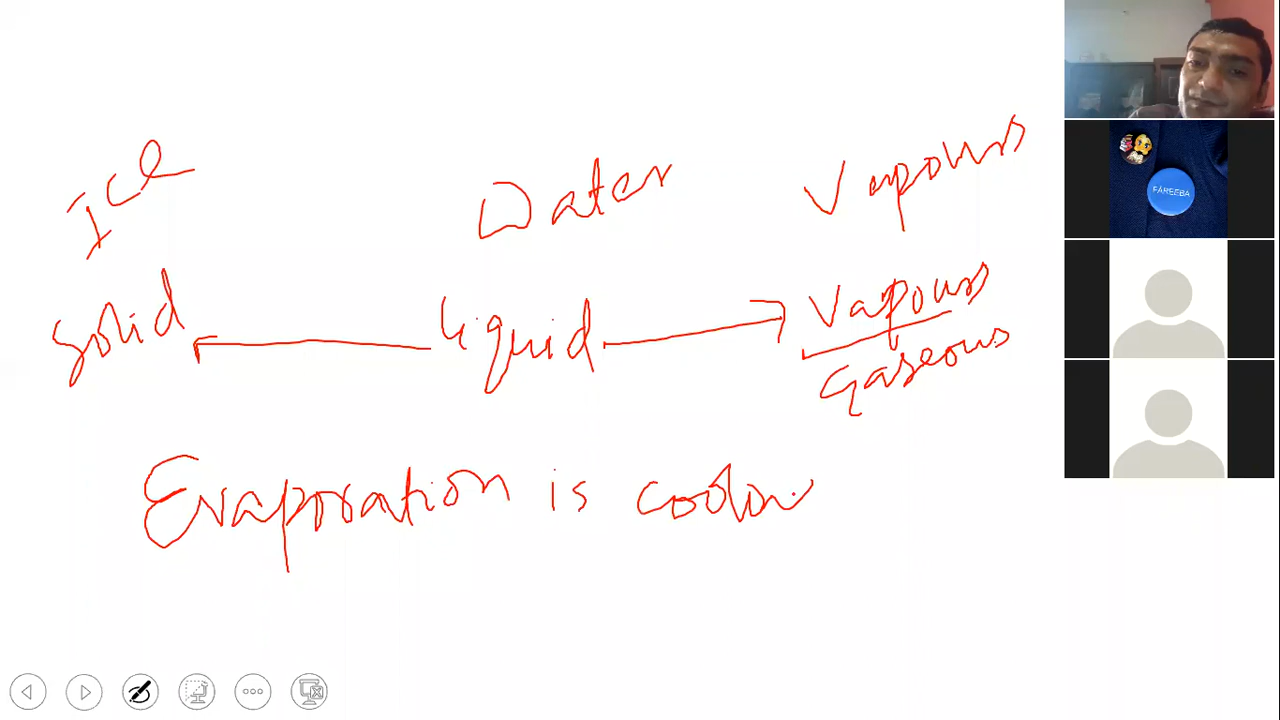 Ice Water Vapours
Solid liquid Vapours
Gaseous
Evaporation is coolin
FAREEBA